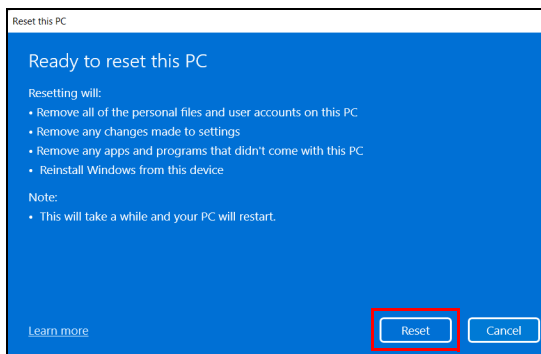 Reset this PC
Ready to reset this PC
Resetting will:
• Remove all of the personal files and user accounts on this PC
• Remove any changes made to settings
• Remove any apps and programs that didn't come with this PC
• Reinstall Windows from this device
Note:
• This will take a while and your PC will restart.
Learn more
Reset
Cancel